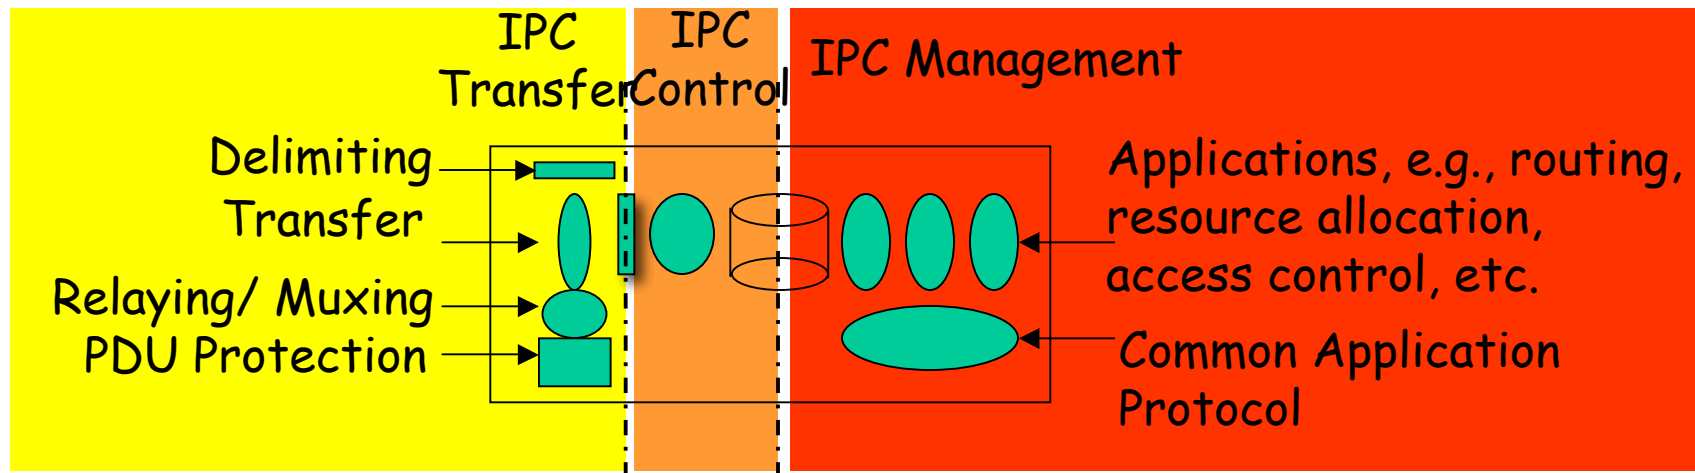 IPC
Transfer
IPC
Control
IPC Management
Delimiting
Transfer
Relaying/ Muxing
PDU Protection
Applications, e.g., routing,
resource allocation,
access control, etc.
Common Application
Protocol